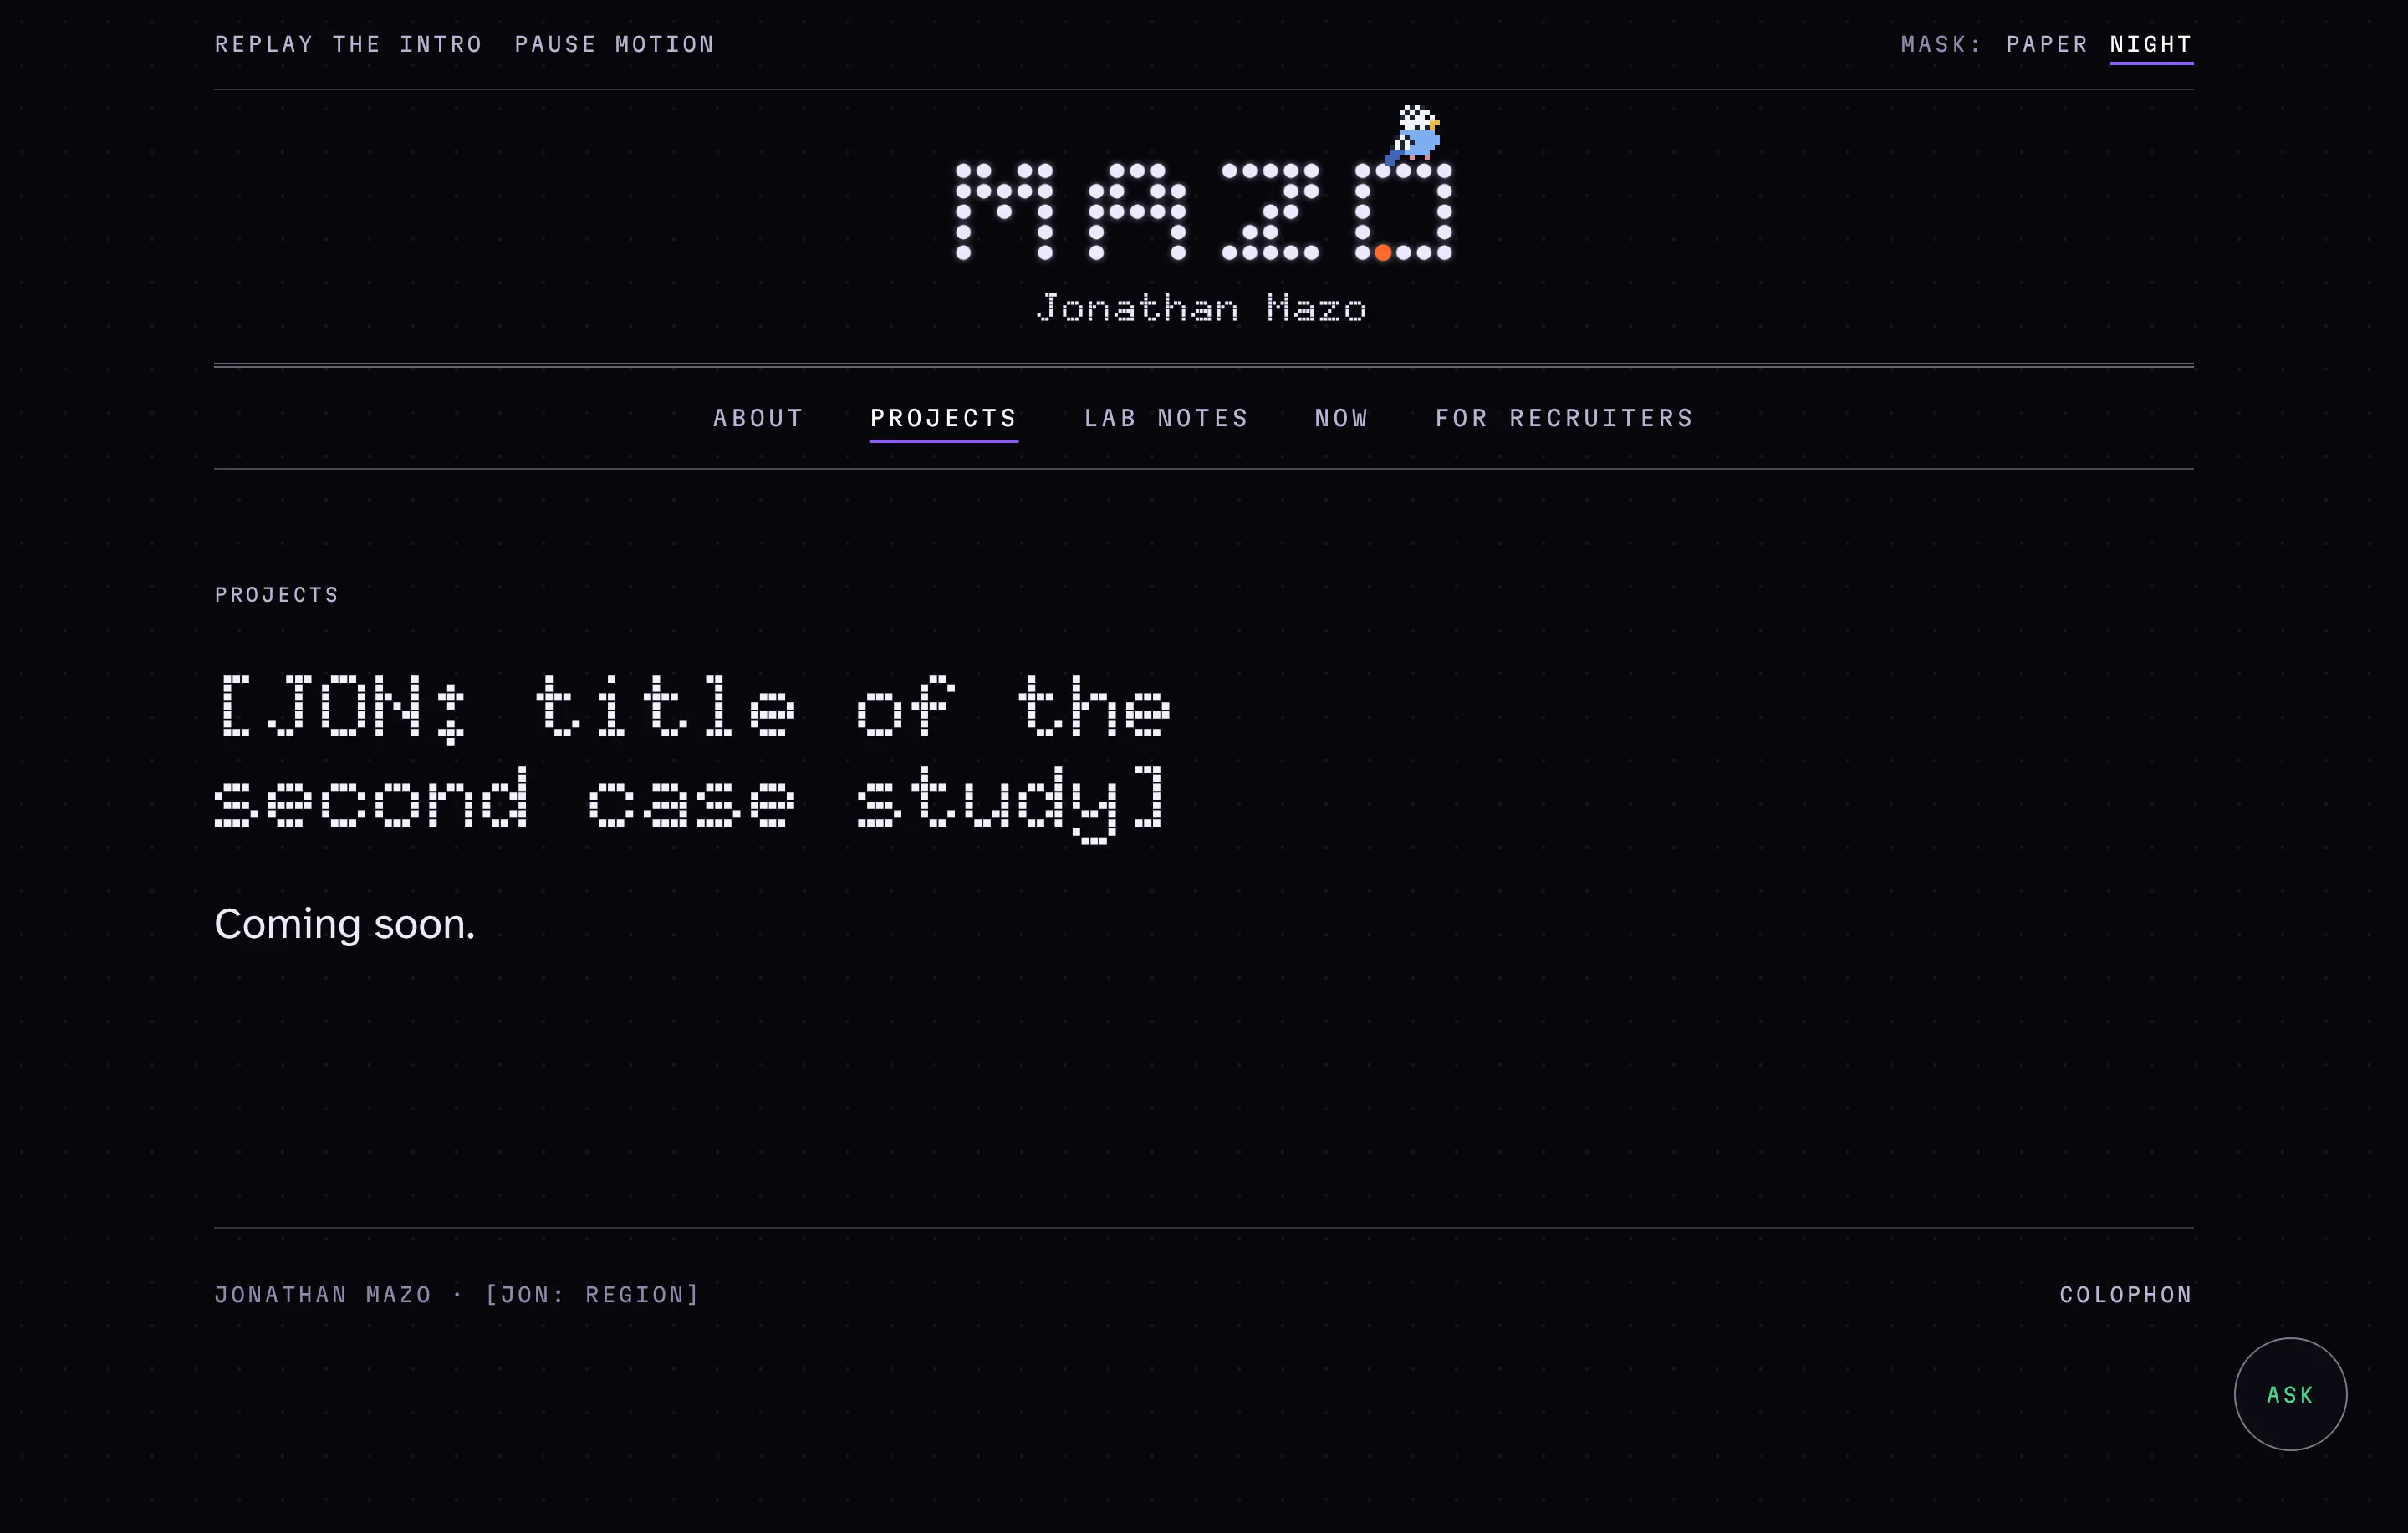 REPLAY THE INTRO PAUSE MOTION
MASK: PAPER NIGHT
MAZO
Jonathan Mazo
ABOUT PROJECTS LAB NOTES NOW FOR RECRUITERS
PROJECTS
[JON: title of the
second case study]
Coming soon.
JONATHAN MAZO · [JON: REGION]
COLOPHON
ASK